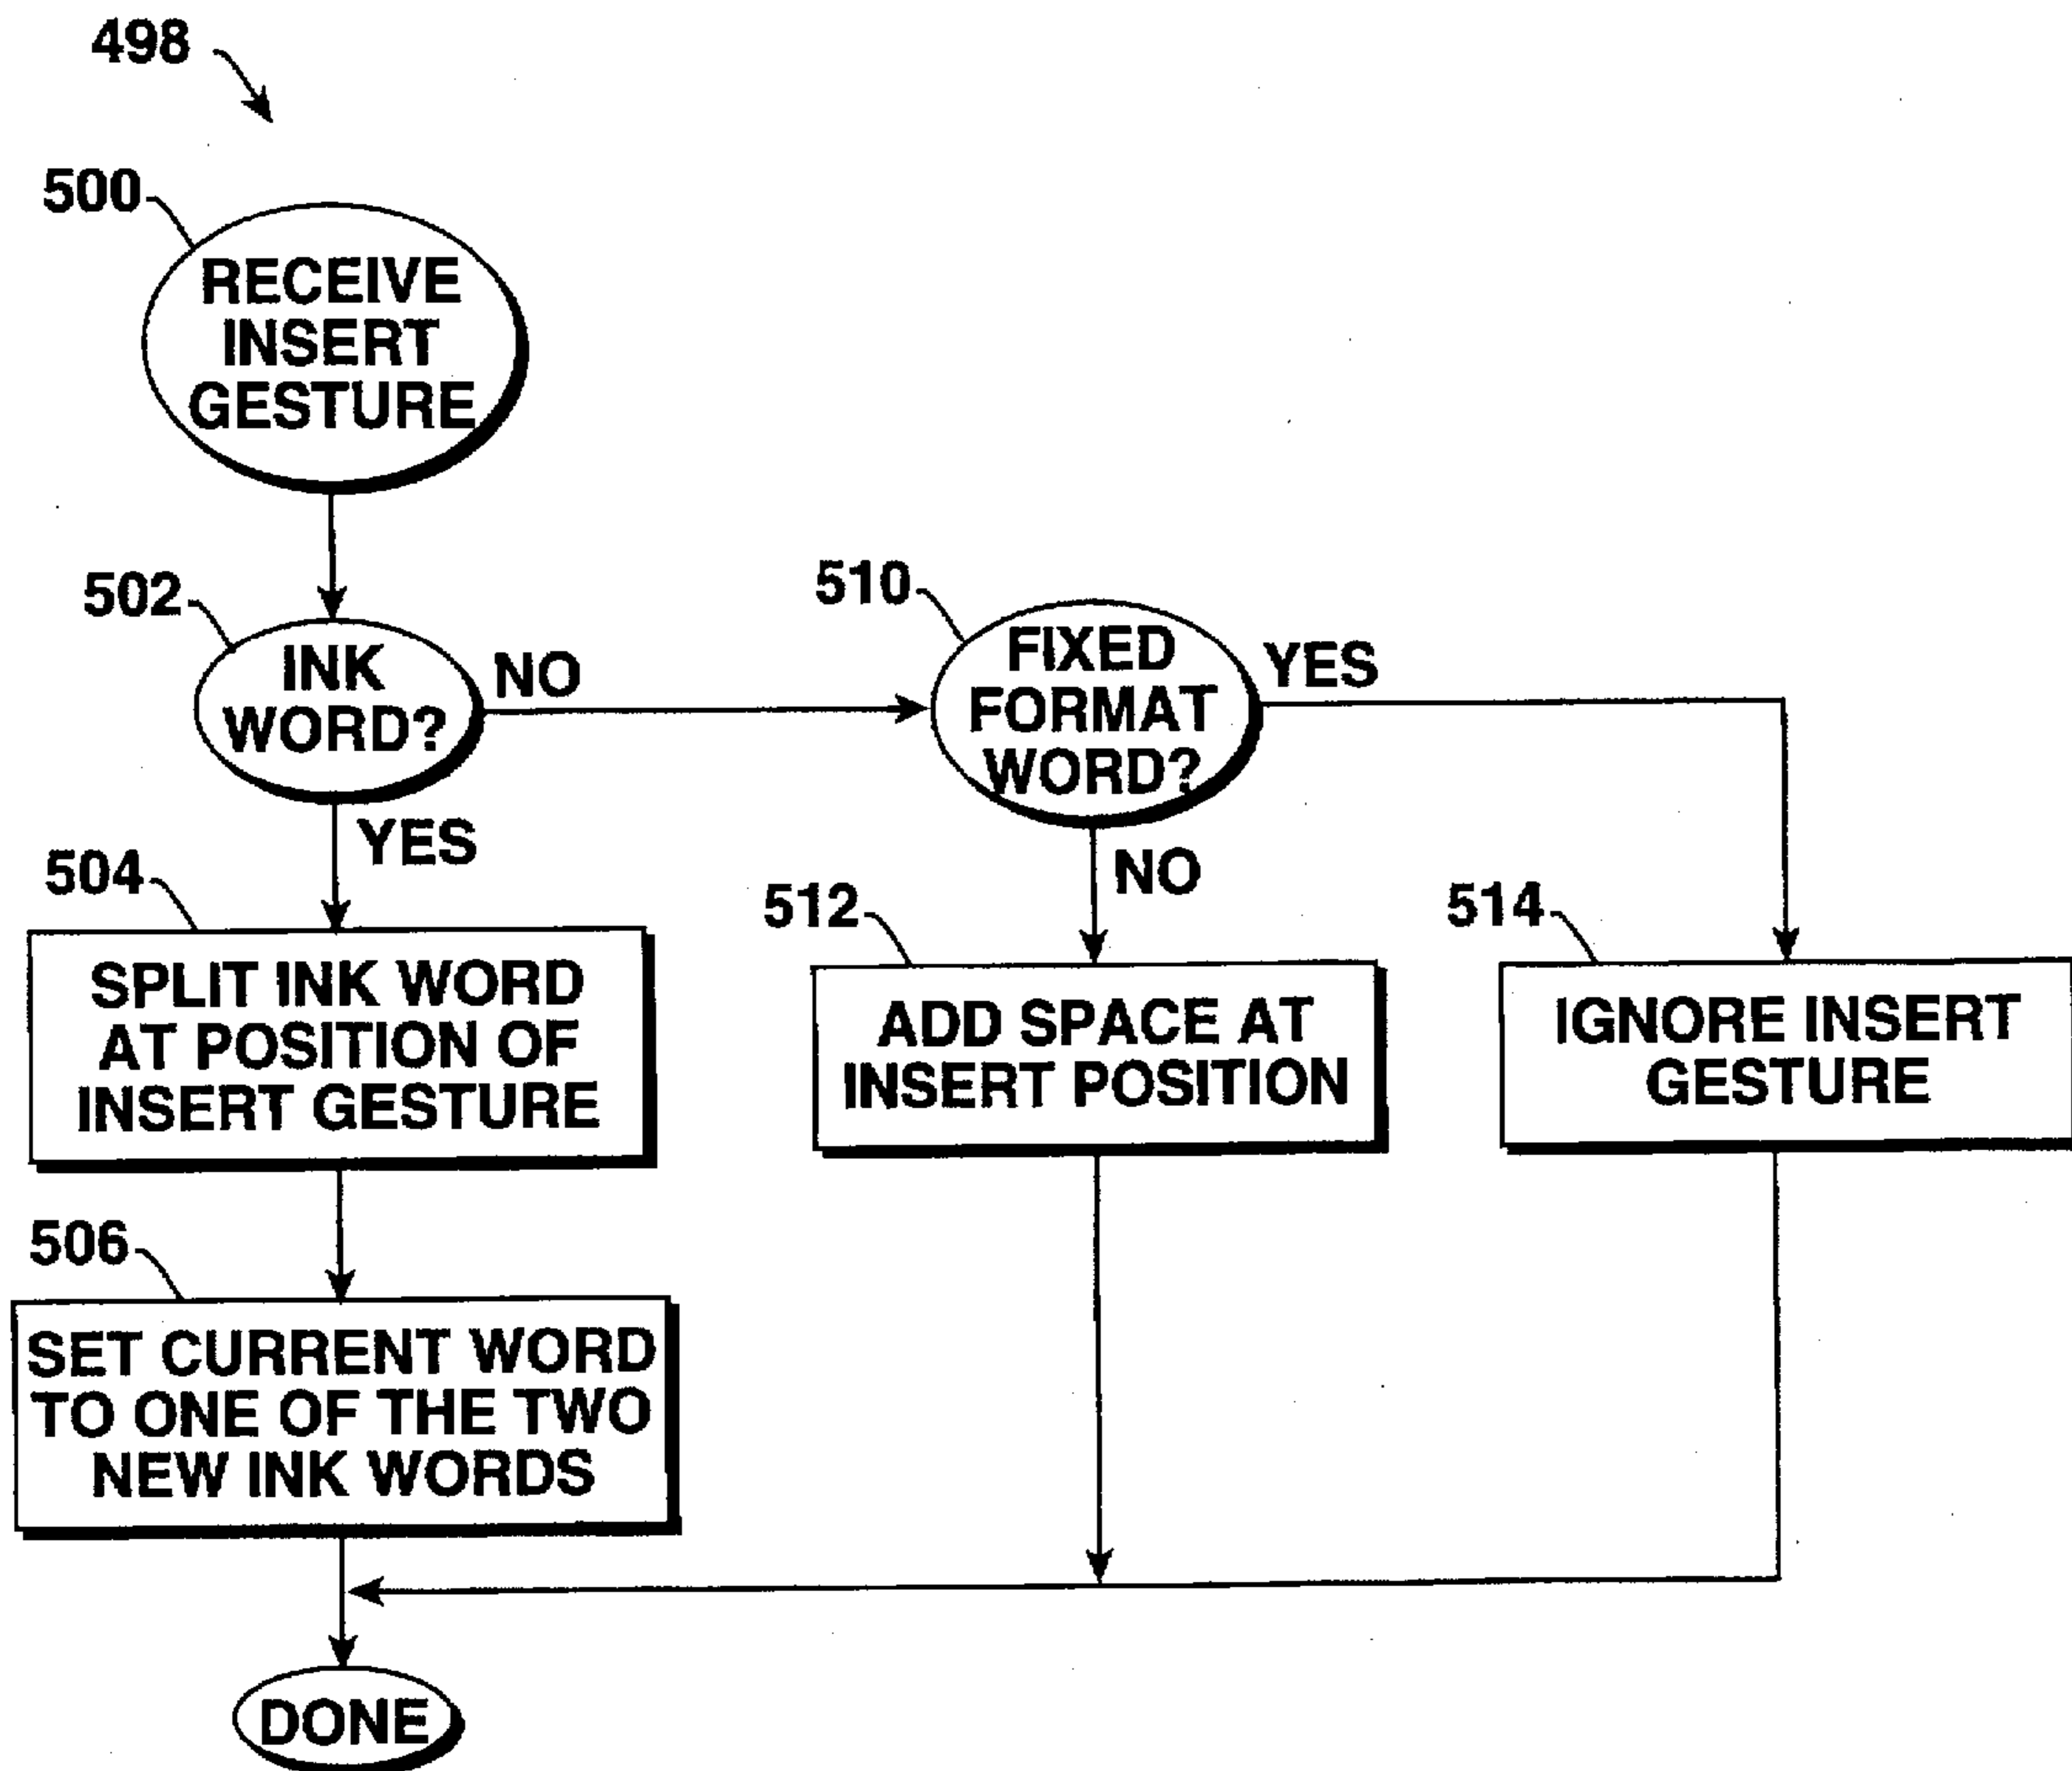 498
500
RECEIVE
INSERT
GESTURE
502
INK
WORD?
NO
YES
510
FIXED
FORMAT
WORD?
YES
NO
504
SPLIT INK WORD
AT POSITION OF
INSERT GESTURE
512
ADD SPACE AT
INSERT POSITION
514
IGNORE INSERT
GESTURE
506
SET CURRENT WORD
TO ONE OF THE TWO
NEW INK WORDS
DONE